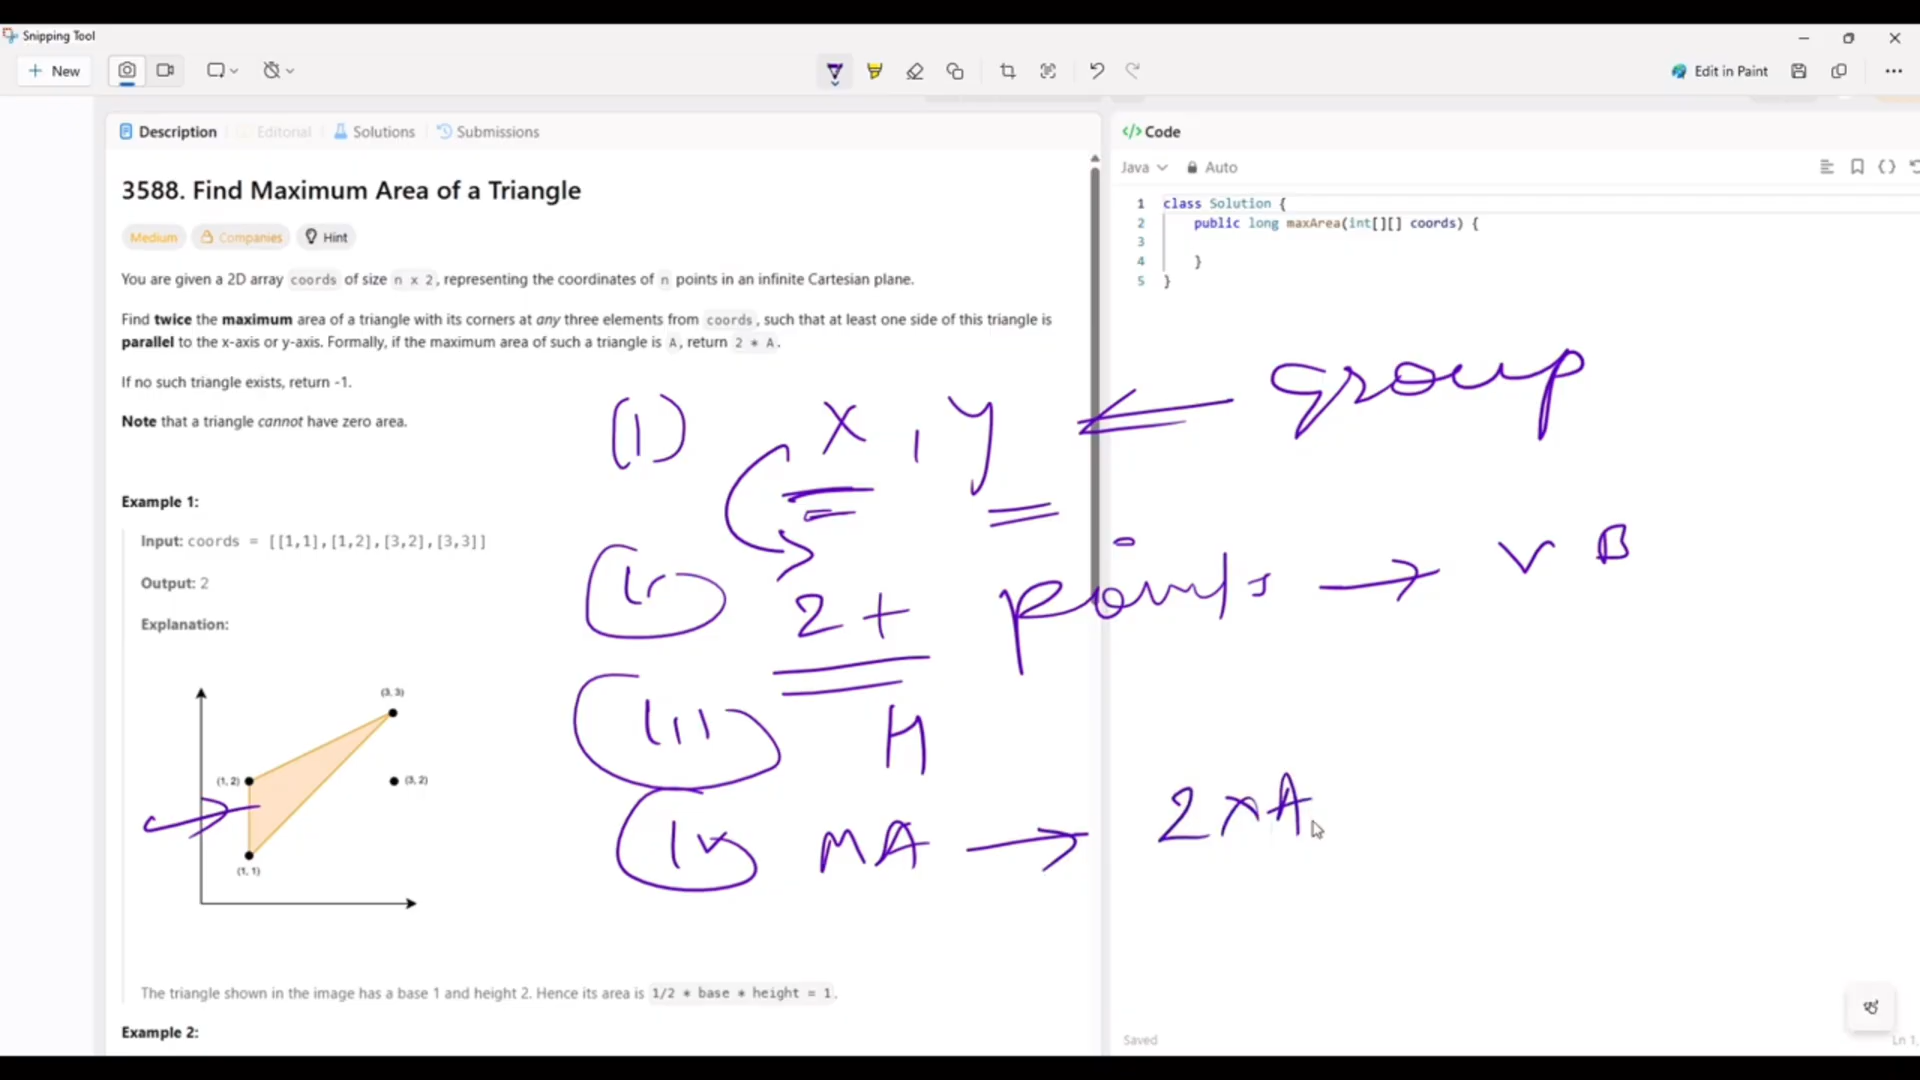 Snipping Tool
New
Edit in Paint
Description Editorial Solutions Submissions
3588. Find Maximum Area of a Triangle
Medium Companies Hint
You are given a 2D array coords of size n x 2, representing the coordinates of n points in an infinite Cartesian plane.
Find twice the maximum area of a triangle with its corners at any three elements from coords, such that at least one side of this triangle is
parallel to the x-axis or y-axis. Formally, if the maximum area of such a triangle is A, return 2 * A.
If no such triangle exists, return -1.
Note that a triangle cannot have zero area.
Example 1:
Input: coords = [[1,1],[1,2],[3,2],[3,3]]
Output: 2
Explanation:
(3, 3)
(1, 2)
(3, 2)
(1, 1)
The triangle shown in the image has a base 1 and height 2. Hence its area is 1/2 * base * height = 1.
Example 2:
</> Code
Java Auto
1 class Solution {
2 public long maxArea(int[][] coords) {
3
4 }
5 }
(1) x, y group
2+ points → V B
(111) H
(1v) MA → 2×A
Saved
Ln 1,